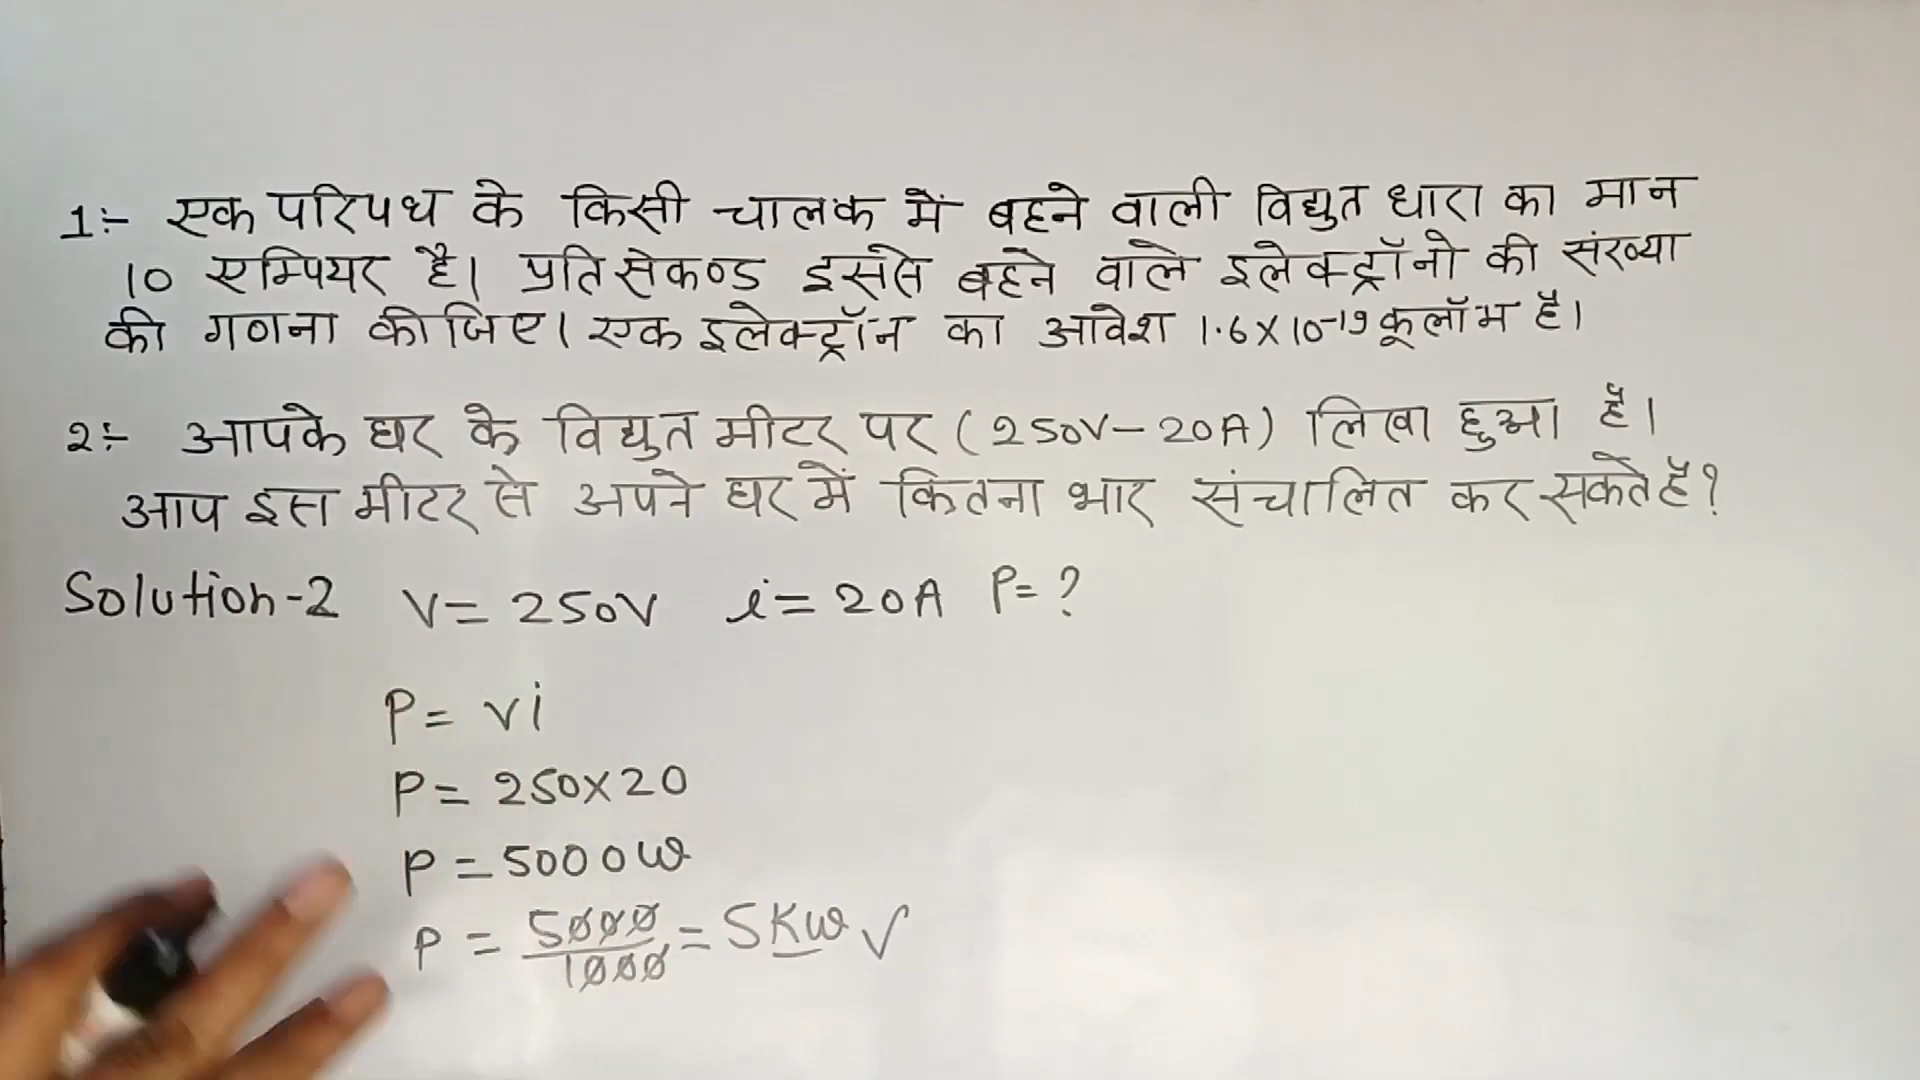 1:- एक परिपथ के किसी चालक में बहने वाली विद्युत धारा का मान
10 एम्पियर है। प्रति सेकण्ड इससे बहने वाले इलेक्ट्रॉनो की संख्या
की गणना कीजिए। एक इलेक्ट्रॉन का आवेश 1.6×10⁻¹⁹ कूलॉम है।
2:- आपके घर के विद्युत मीटर पर (250V-20A) लिखा हुआ है।
आप इस मीटर से अपने घर में कितना भार संचालित कर सकते है?
Solution-2 V= 250V i= 20A P= ?
P= vi
P= 250×20
P=5000W
P = 5000/1000 = 5KW ✓